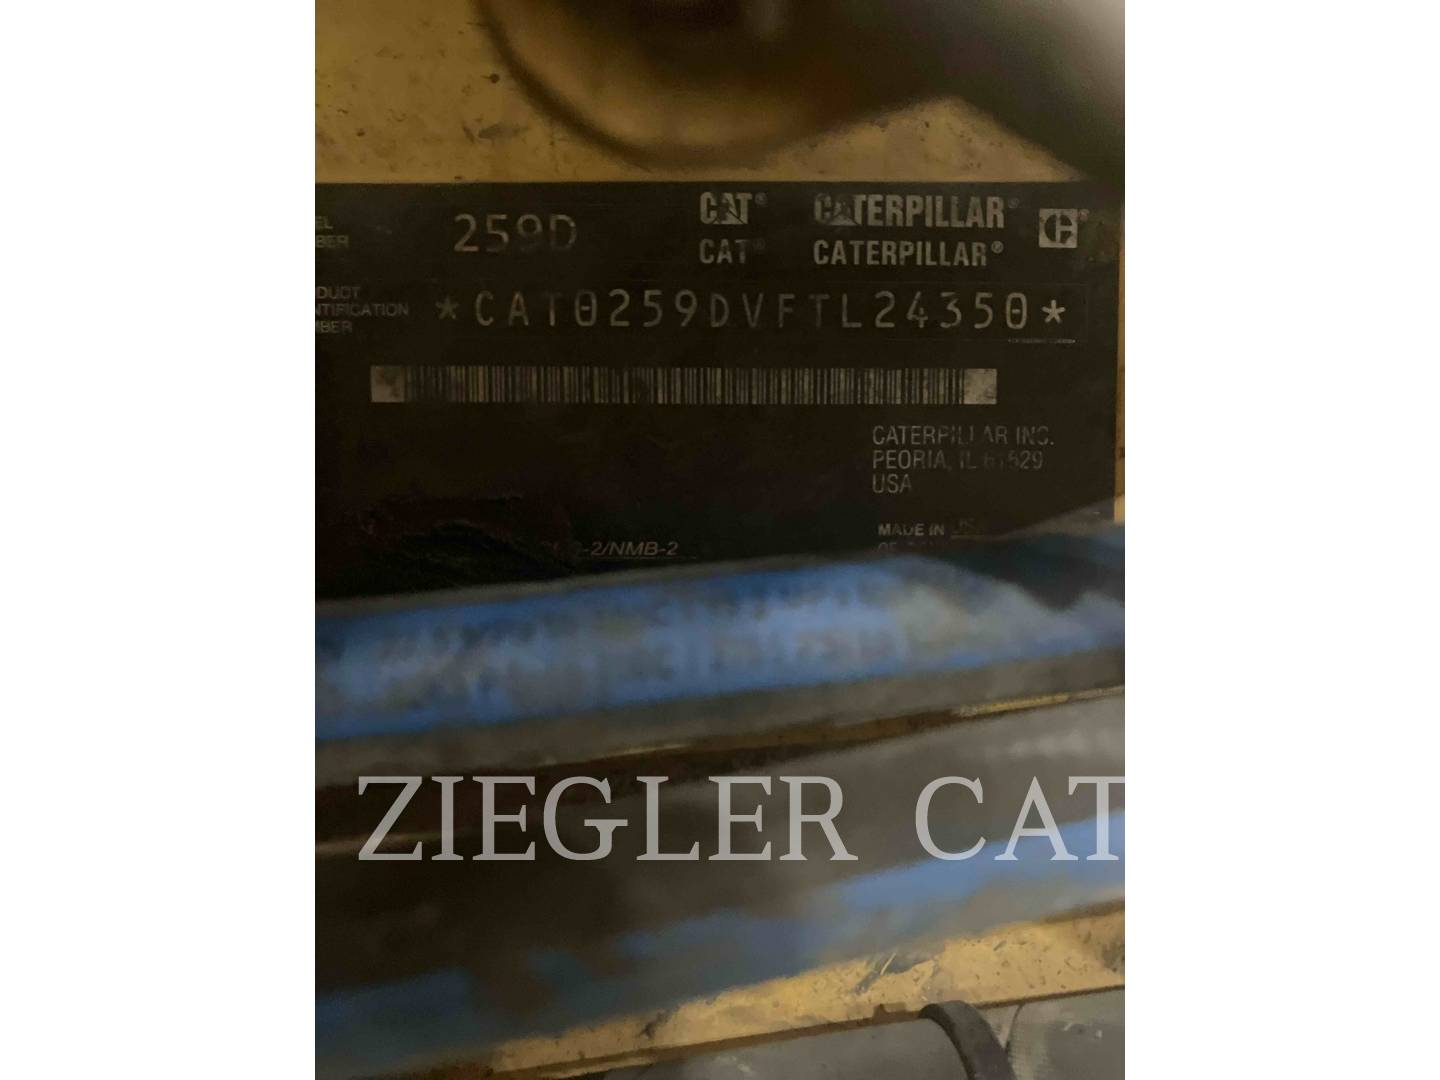 259D CAT® CATERPILLAR®
CAT® CATERPILLAR®
NTIFICATION
*CAT0259DVFTL24350*
CATERPILLAR INC.
PEORIA, IL 61629
USA
-2/NMB-2
MADE IN
ZIEGLER CAT